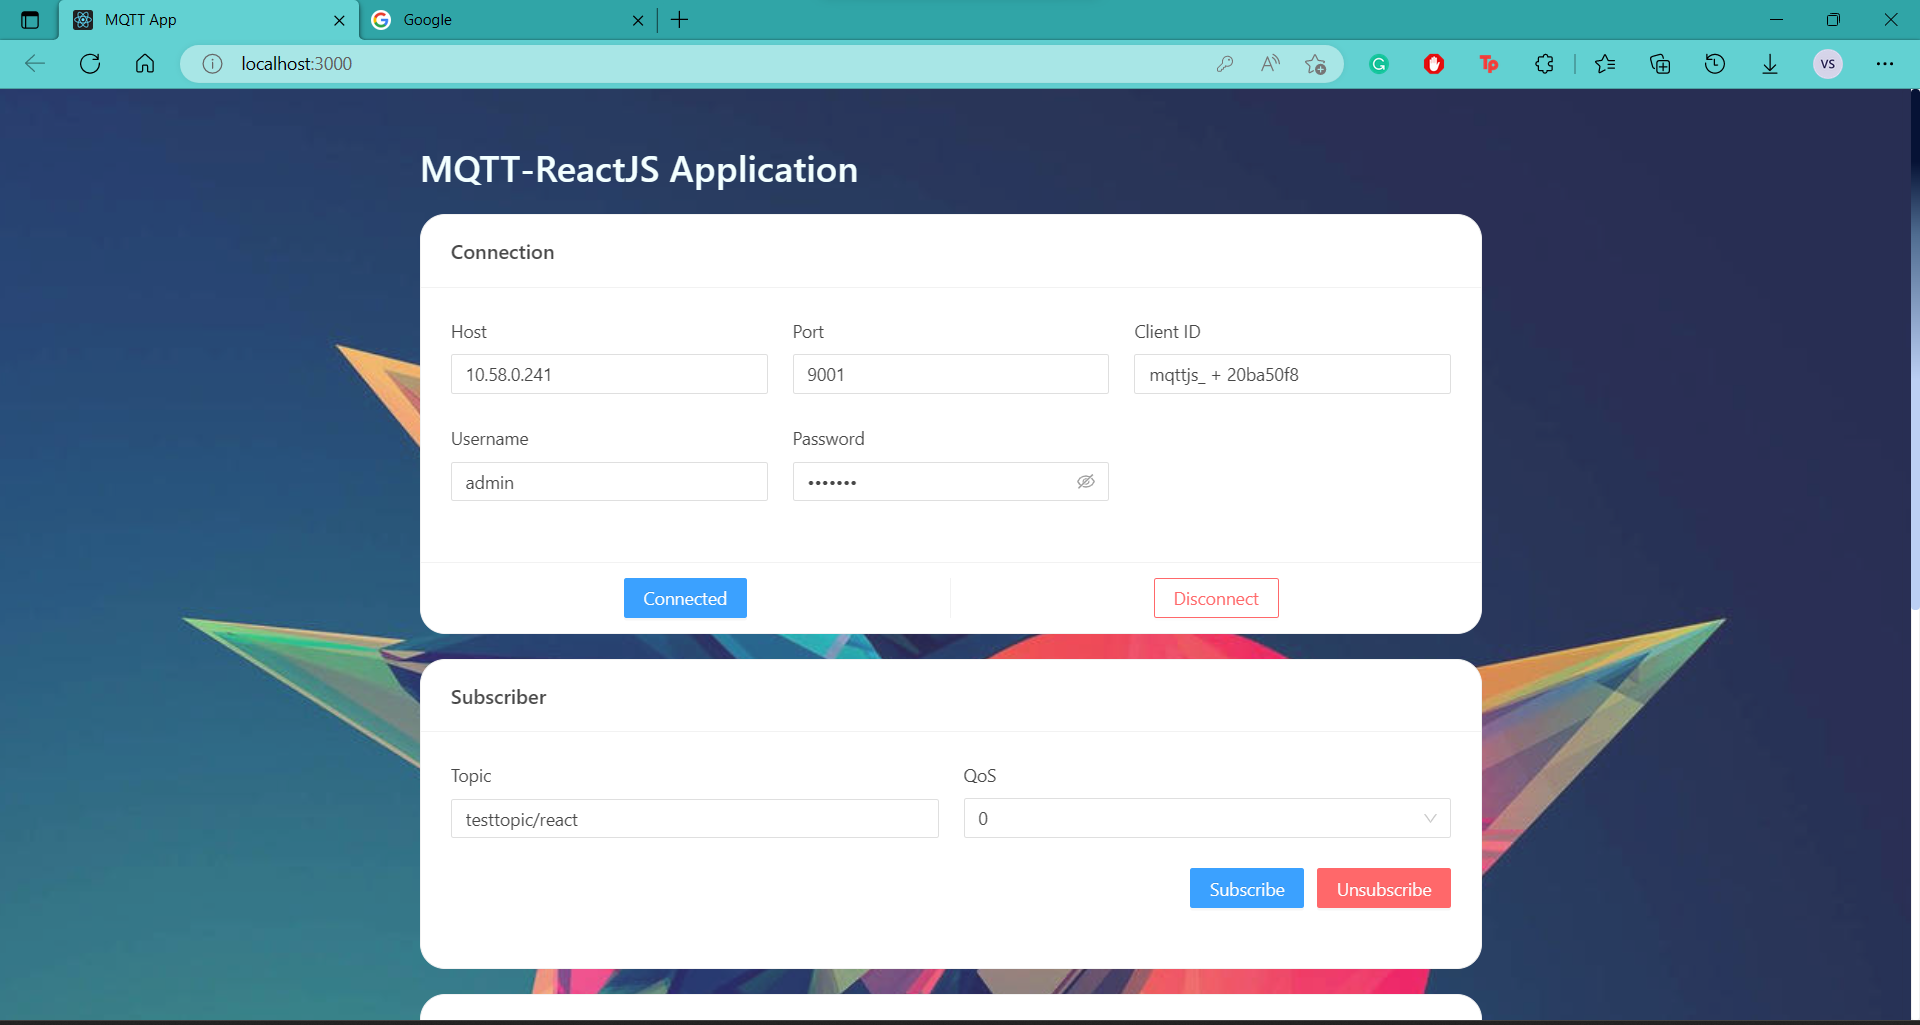 MQTT App
Google
localhost:3000
VS
MQTT-ReactJS Application
Connection
Host
Port
Client ID
10.58.0.241
9001
mqttjs_ + 20ba50f8
Username
Password
admin
•••••••
Connected
Disconnect
Subscriber
Topic
QoS
testtopic/react
0
Subscribe
Unsubscribe